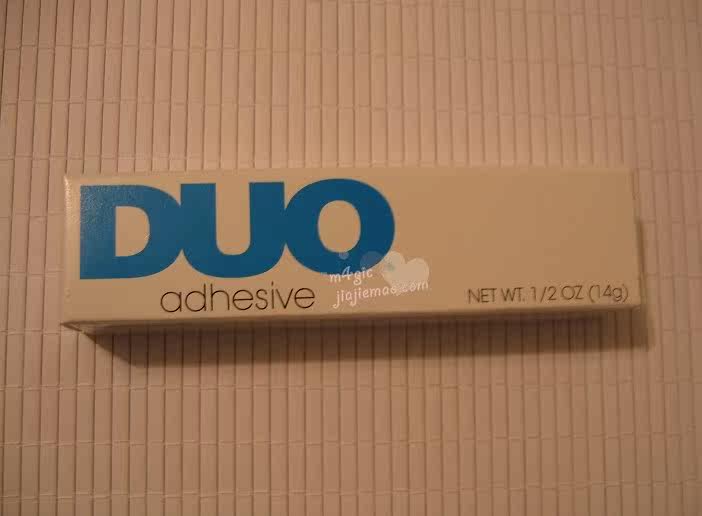 DUO
adhesive
m4gic
jiajiemao.com
NET WT. 1/2 OZ (14g)